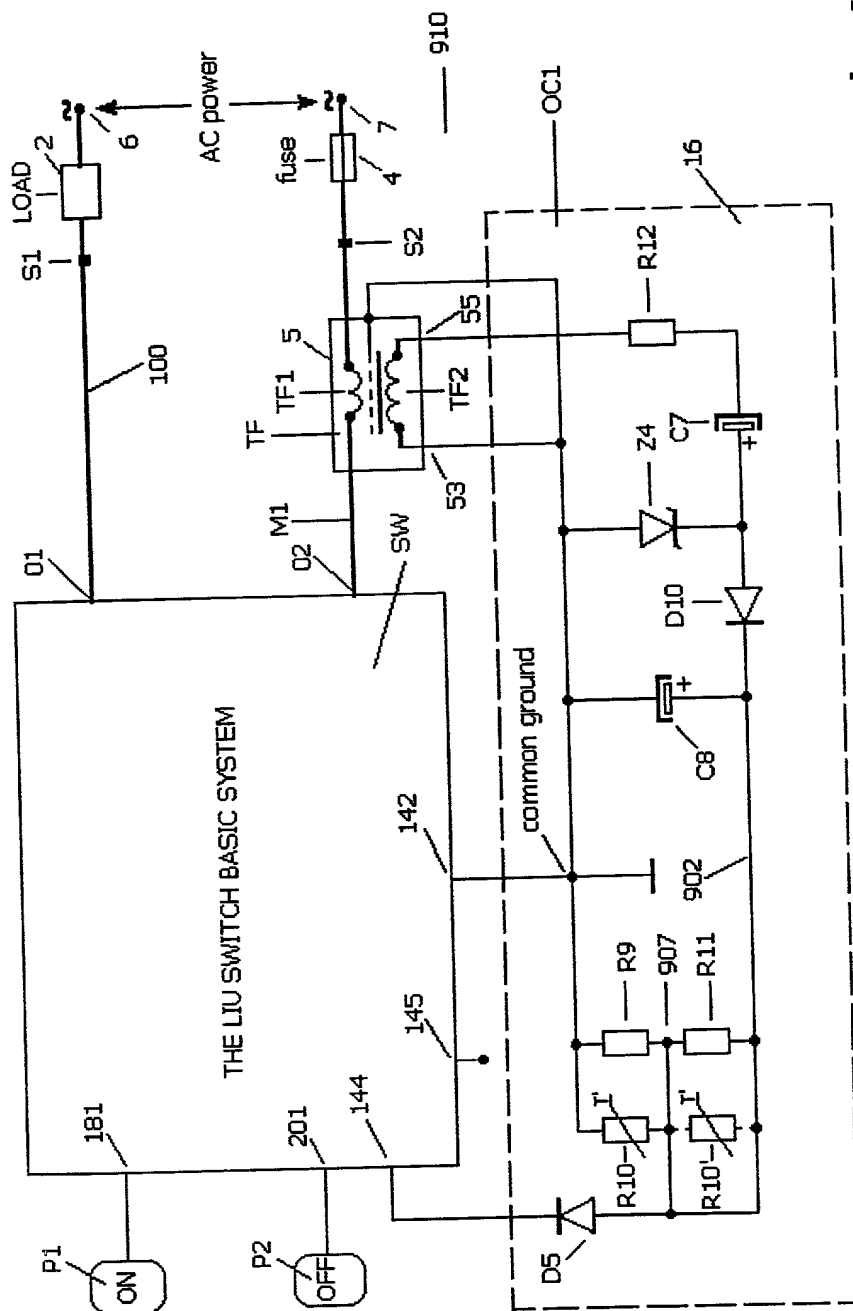 P1
ON
181
P2
OFF
201
144
145
THE LIU SWITCH BASIC SYSTEM
142
SW
01
02
M1
100
S1
LOAD
2
6
AC power
TF
TF1
5
S2
fuse
4
7
910
53
TF2
55
OC1
common ground
16
D5
R10
T'
R9
907
R10'
T'
R11
902
C8
+
D10
Z4
C7
+
R12